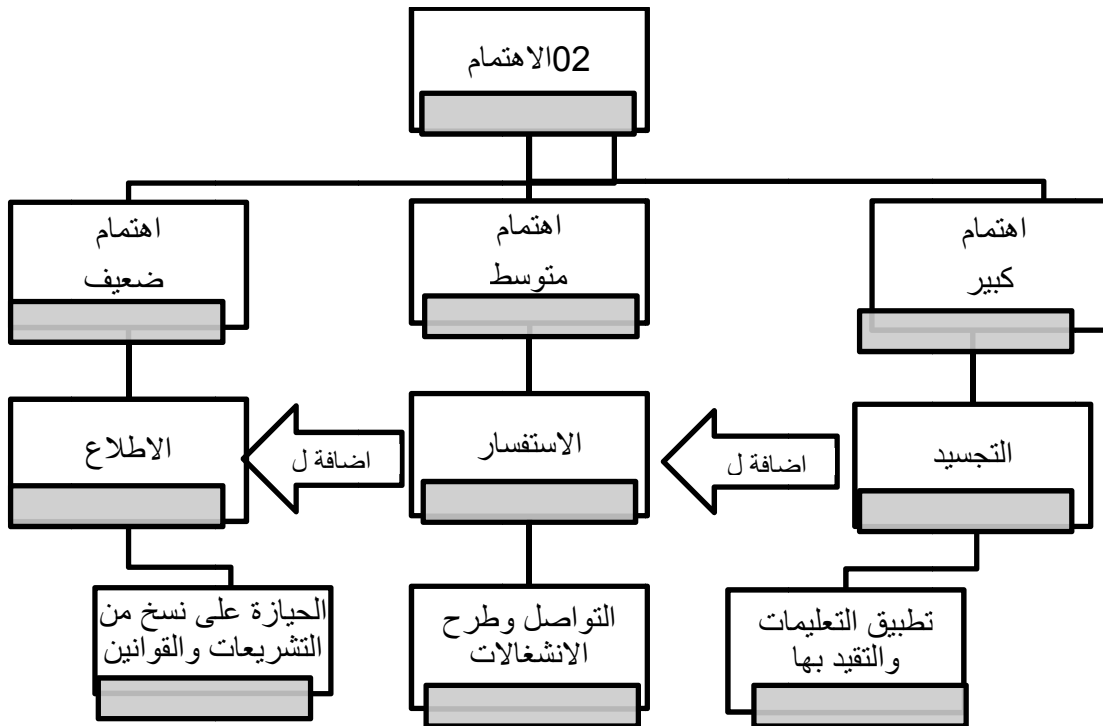 02الاهتمام
اهتمام
كبير
اهتمام
متوسط
اهتمام
ضعيف
التجسيد
اضافة ل
الاستفسار
اضافة ل
الاطلاع
تطبيق التعليمات
والتقيد بها
التواصل وطرح
الانشغالات
الحيازة على نسخ من
التشريعات والقوانين